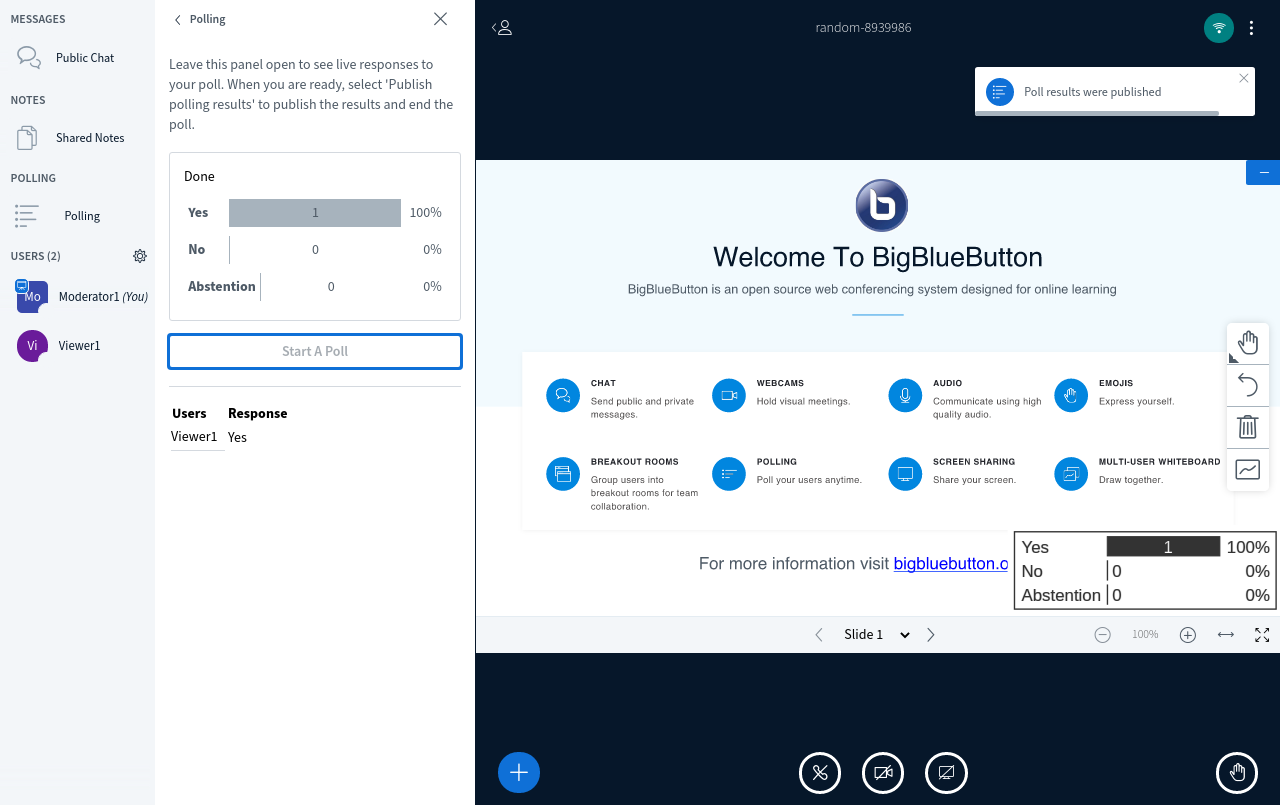 MESSAGES
Public Chat
NOTES
Shared Notes
POLLING
Polling
USERS (2)
Mo
Moderator1 (You)
Vi
Viewer1
Polling
Leave this panel open to see live responses to
your poll. When you are ready, select 'Publish
polling results' to publish the results and end the
poll.
Done
Yes 1 100%
No 0 0%
Abstention 0 0%
Start A Poll
Users Response
Viewer1 Yes
random-8939986
Poll results were published
b
Welcome To BigBlueButton
BigBlueButton is an open source web conferencing system designed for online learning
CHAT
Send public and private
messages.
WEBCAMS
Hold visual meetings.
AUDIO
Communicate using high
quality audio.
EMOJIS
Express yourself.
BREAKOUT ROOMS
Group users into
breakout rooms for team
collaboration.
POLLING
Poll your users anytime.
SCREEN SHARING
Share your screen.
MULTI-USER WHITEBOARD
Draw together.
For more information visit bigbluebutton.o
Yes 1 100%
No 0 0%
Abstention 0 0%
Slide 1
100%